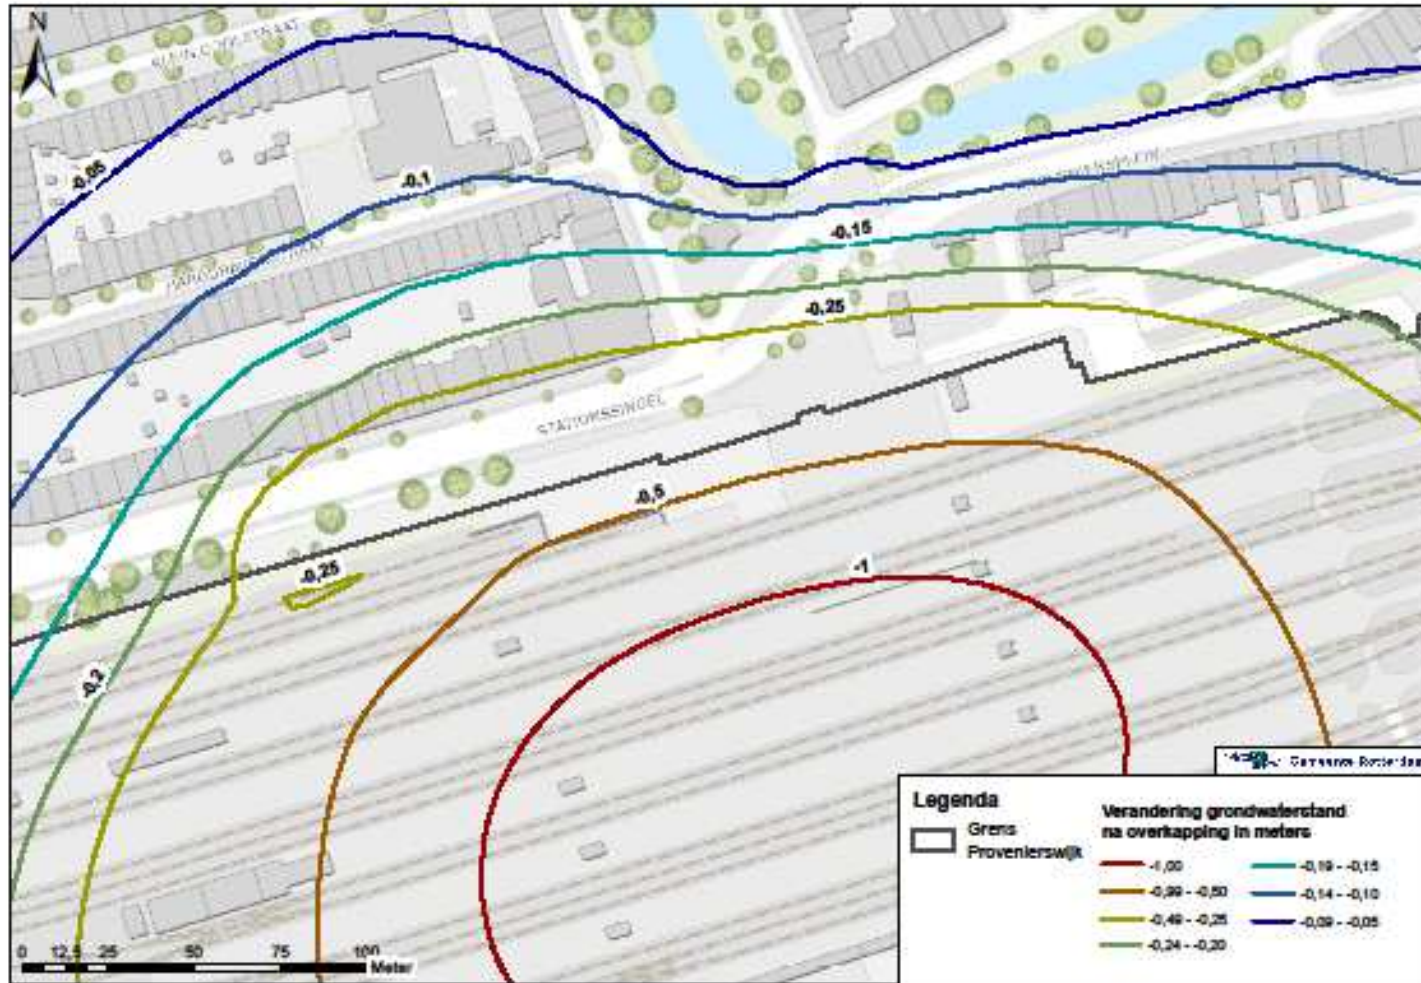 N
-0,05
-0,1
-0,15
-0,25
STATIONSSINGEL
-0,5
-0,25
-1
-0,2
Gemeente Rotterdam
Legenda
Grens
Provenierswijk
Verandering grondwaterstand
na overkapping in meters
-1,00
-0,99 - -0,50
-0,49 - -0,25
-0,24 - -0,20
-0,19 - -0,15
-0,14 - -0,10
-0,09 - -0,05
0 12,5 25 50 75 100
Meter